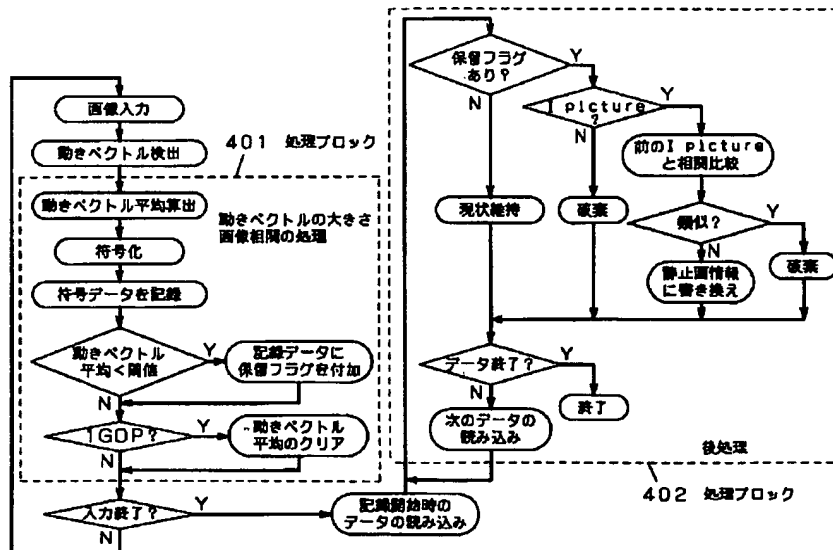 画像入力
動きベクトル検出
401 処理ブロック
動きベクトル平均算出
動きベクトルの大きさ
画像相関の処理
符号化
符号データを記録
動きベクトル
平均<閾値
Y
記録データに
保留フラグを付加
N
1GOP?
Y
動きベクトル
平均のクリア
N
入力終了?
Y
記録開始時の
データの読み込み
N
保留フラグ
あり?
Y
N
I picture
?
Y
N
前のI picture
と相関比較
現状維持
破棄
類似?
Y
N
静止画情報
に書き換え
破棄
データ終了?
Y
N
終了
次のデータの
読み込み
後処理
402 処理ブロック